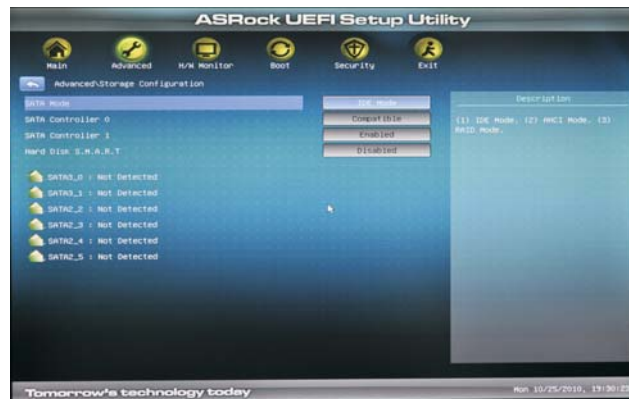 ASRock UEFI Setup Utility
Main Advanced H/W Monitor Boot Security Exit
Advanced\Storage Configuration
SATA Mode IDE Mode
SATA Controller 0 Compatible
SATA Controller 1 Enabled
Hard Disk S.M.A.R.T Disabled
SATA3_0 : Not Detected
SATA3_1 : Not Detected
SATA2_2 : Not Detected
SATA2_3 : Not Detected
SATA2_4 : Not Detected
SATA2_5 : Not Detected
Description
(1) IDE Mode, (2) AHCI Mode, (3)
RAID Mode.
Tomorrow's technology today
Mon 10/25/2010, 19:30:23